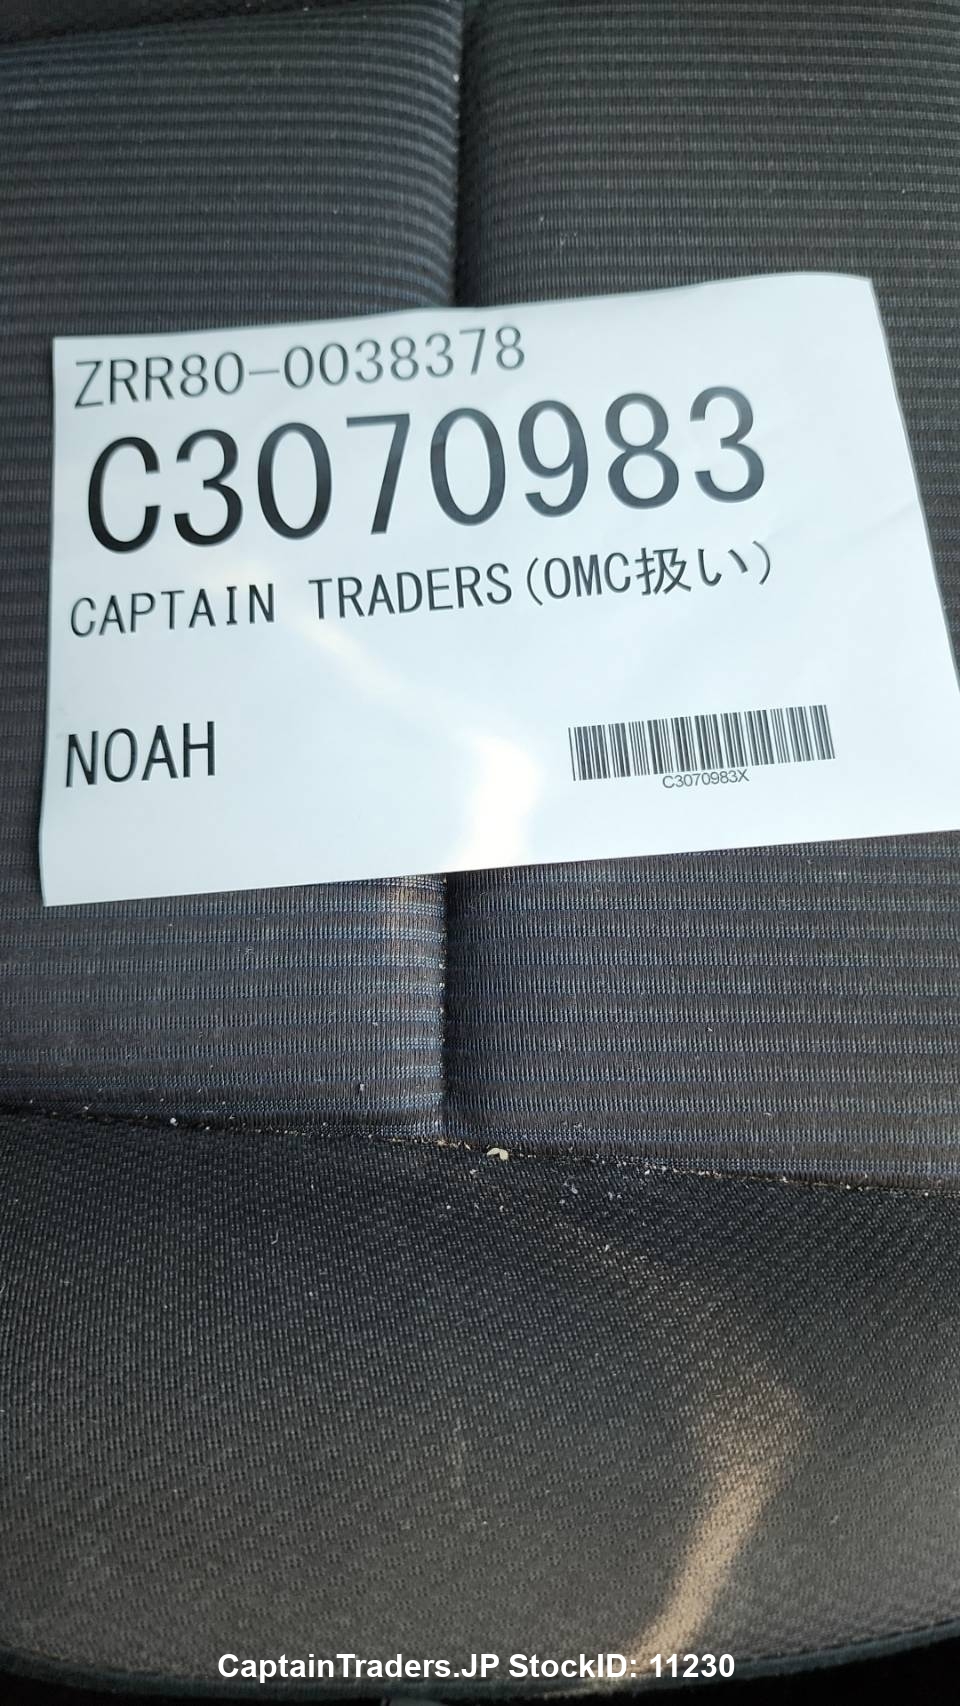 ZRR80-0038378
C3070983
CAPTAIN TRADERS(OMC扱い)
NOAH
C3070983X
CaptainTraders.JP StockID: 11230